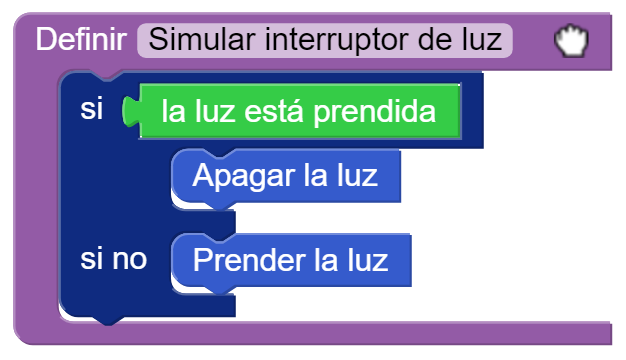 Definir Simular interruptor de luz
si la luz está prendida
Apagar la luz
si no Prender la luz